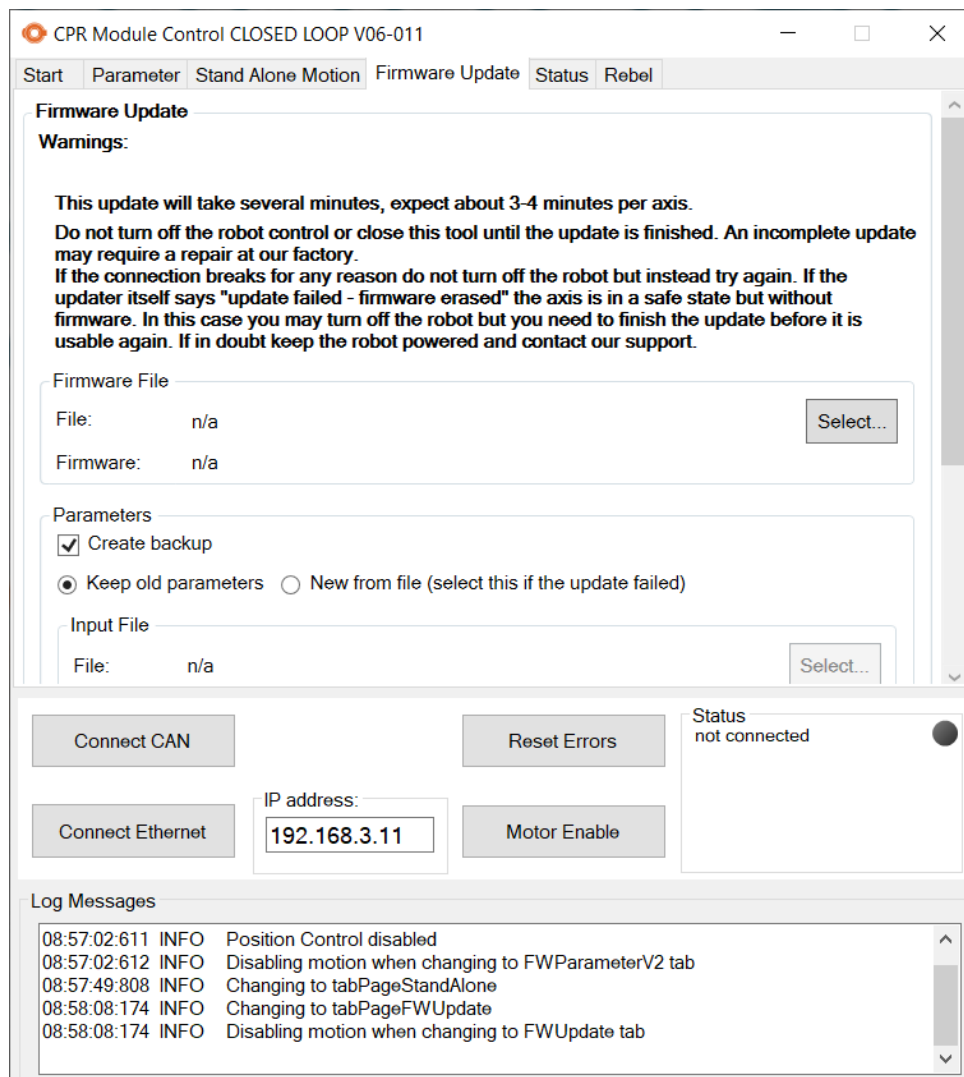 CPR Module Control CLOSED LOOP V06-011
Start Parameter Stand Alone Motion Firmware Update Status Rebel
Firmware Update
Warnings:
This update will take several minutes, expect about 3-4 minutes per axis.
Do not turn off the robot control or close this tool until the update is finished. An incomplete update
may require a repair at our factory.
If the connection breaks for any reason do not turn off the robot but instead try again. If the
updater itself says "update failed - firmware erased" the axis is in a safe state but without
firmware. In this case you may turn off the robot but you need to finish the update before it is
usable again. If in doubt keep the robot powered and contact our support.
Firmware File
File: n/a Select...
Firmware: n/a
Parameters
Create backup
Keep old parameters New from file (select this if the update failed)
Input File
File: n/a Select...
Connect CAN Reset Errors
Status
not connected
Connect Ethernet
IP address:
192.168.3.11
Motor Enable
Log Messages
08:57:02:611 INFO Position Control disabled
08:57:02:612 INFO Disabling motion when changing to FWParameterV2 tab
08:57:49:808 INFO Changing to tabPageStandAlone
08:58:08:174 INFO Changing to tabPageFWUpdate
08:58:08:174 INFO Disabling motion when changing to FWUpdate tab